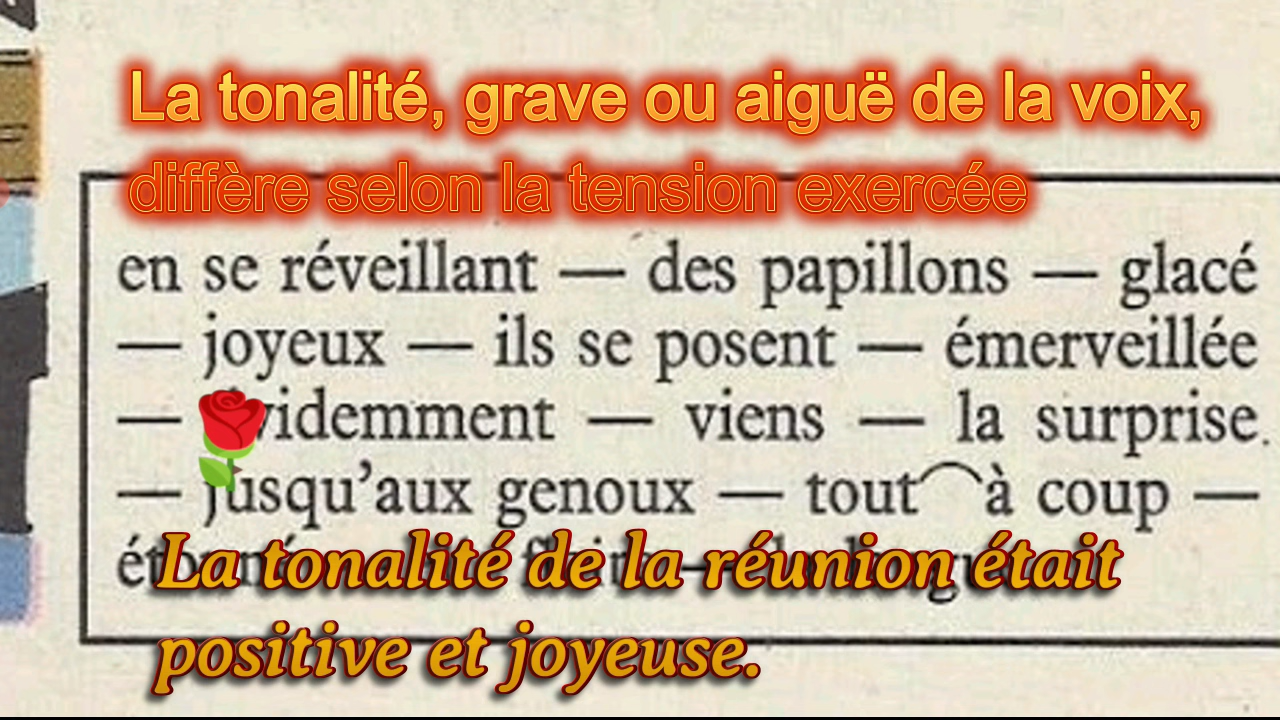 La tonalité, grave ou aiguë de la voix,
diffère selon la tension exercée
en se réveillant — des papillons — glacé
— joyeux — ils se posent — émerveillée
— videmment — viens — la surprise.
— jusqu’aux genoux — tout à coup —
La tonalité de la réunion était
positive et joyeuse.